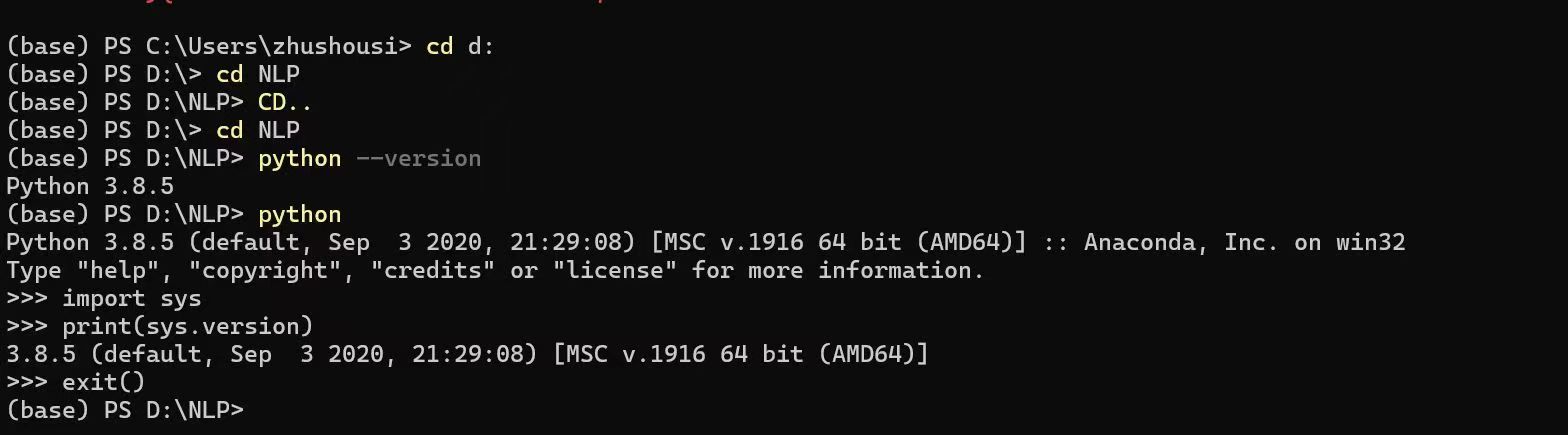 (base) PS C:\Users\zhushousi> cd d:
(base) PS D:\> cd NLP
(base) PS D:\NLP> CD..
(base) PS D:\> cd NLP
(base) PS D:\NLP> python --version
Python 3.8.5
(base) PS D:\NLP> python
Python 3.8.5 (default, Sep  3 2020, 21:29:08) [MSC v.1916 64 bit (AMD64)] :: Anaconda, Inc. on win32
Type "help", "copyright", "credits" or "license" for more information.
>>> import sys
>>> print(sys.version)
3.8.5 (default, Sep  3 2020, 21:29:08) [MSC v.1916 64 bit (AMD64)]
>>> exit()
(base) PS D:\NLP>